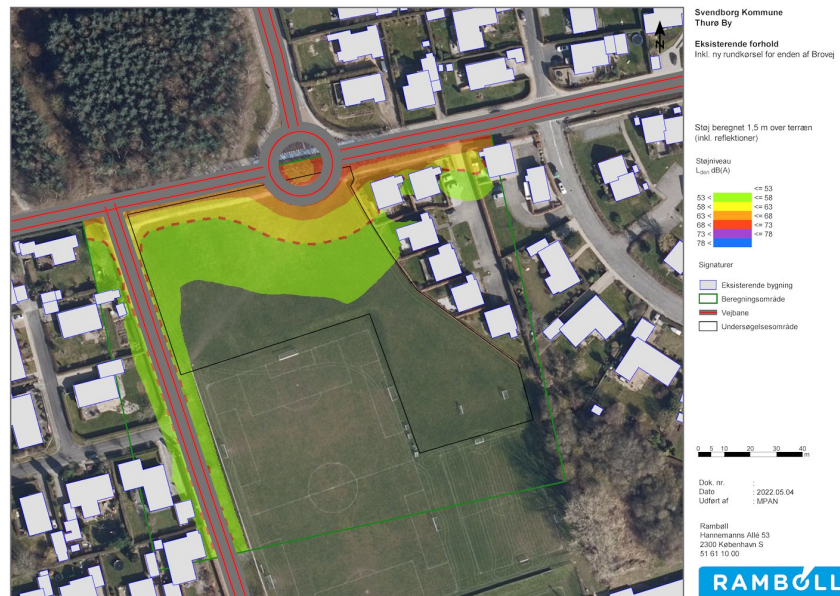 Svendborg Kommune
Thurø By
Eksisterende forhold
Inkl. ny rundkørsel for enden af Brovej
N
Støj beregnet 1,5 m over terræn
(inkl. reflektioner)
Støjniveau
Lden dB(A)
<= 53
53 < <= 58
58 < <= 63
63 < <= 68
68 < <= 73
73 < <= 78
78 <
Signaturer
Eksisterende bygning
Beregningsområde
Vejbane
Undersøgelsesområde
0 5 10 20 30 40
m
Dok. nr. :
Dato : 2022.05.04
Udført af : MPAN
Rambøll
Hannemanns Allé 53
2300 København S
51 61 10 00
RAMBOLL